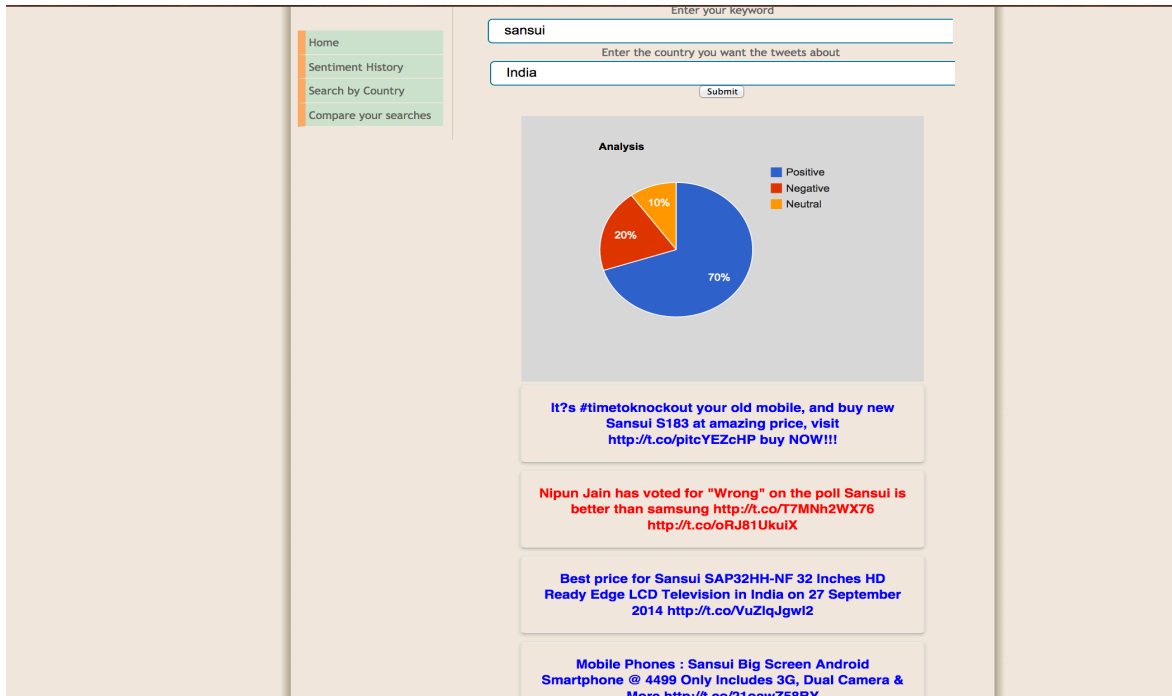 Enter your keyword
sansui
Enter the country you want the tweets about
India
Submit
Home
Sentiment History
Search by Country
Compare your searches
Analysis
Positive
Negative
Neutral
10%
20%
70%
It?s #timetoknockout your old mobile, and buy new
Sansui S183 at amazing price, visit
http://t.co/pitcYEZcHP buy NOW!!!
Nipun Jain has voted for "Wrong" on the poll Sansui is
better than samsung http://t.co/T7MNh2WX76
http://t.co/oRJ81UkuiX
Best price for Sansui SAP32HH-NF 32 Inches HD
Ready Edge LCD Television in India on 27 September
2014 http://t.co/VuZlqJgwI2
Mobile Phones : Sansui Big Screen Android
Smartphone @ 4499 Only Includes 3G, Dual Camera &
More